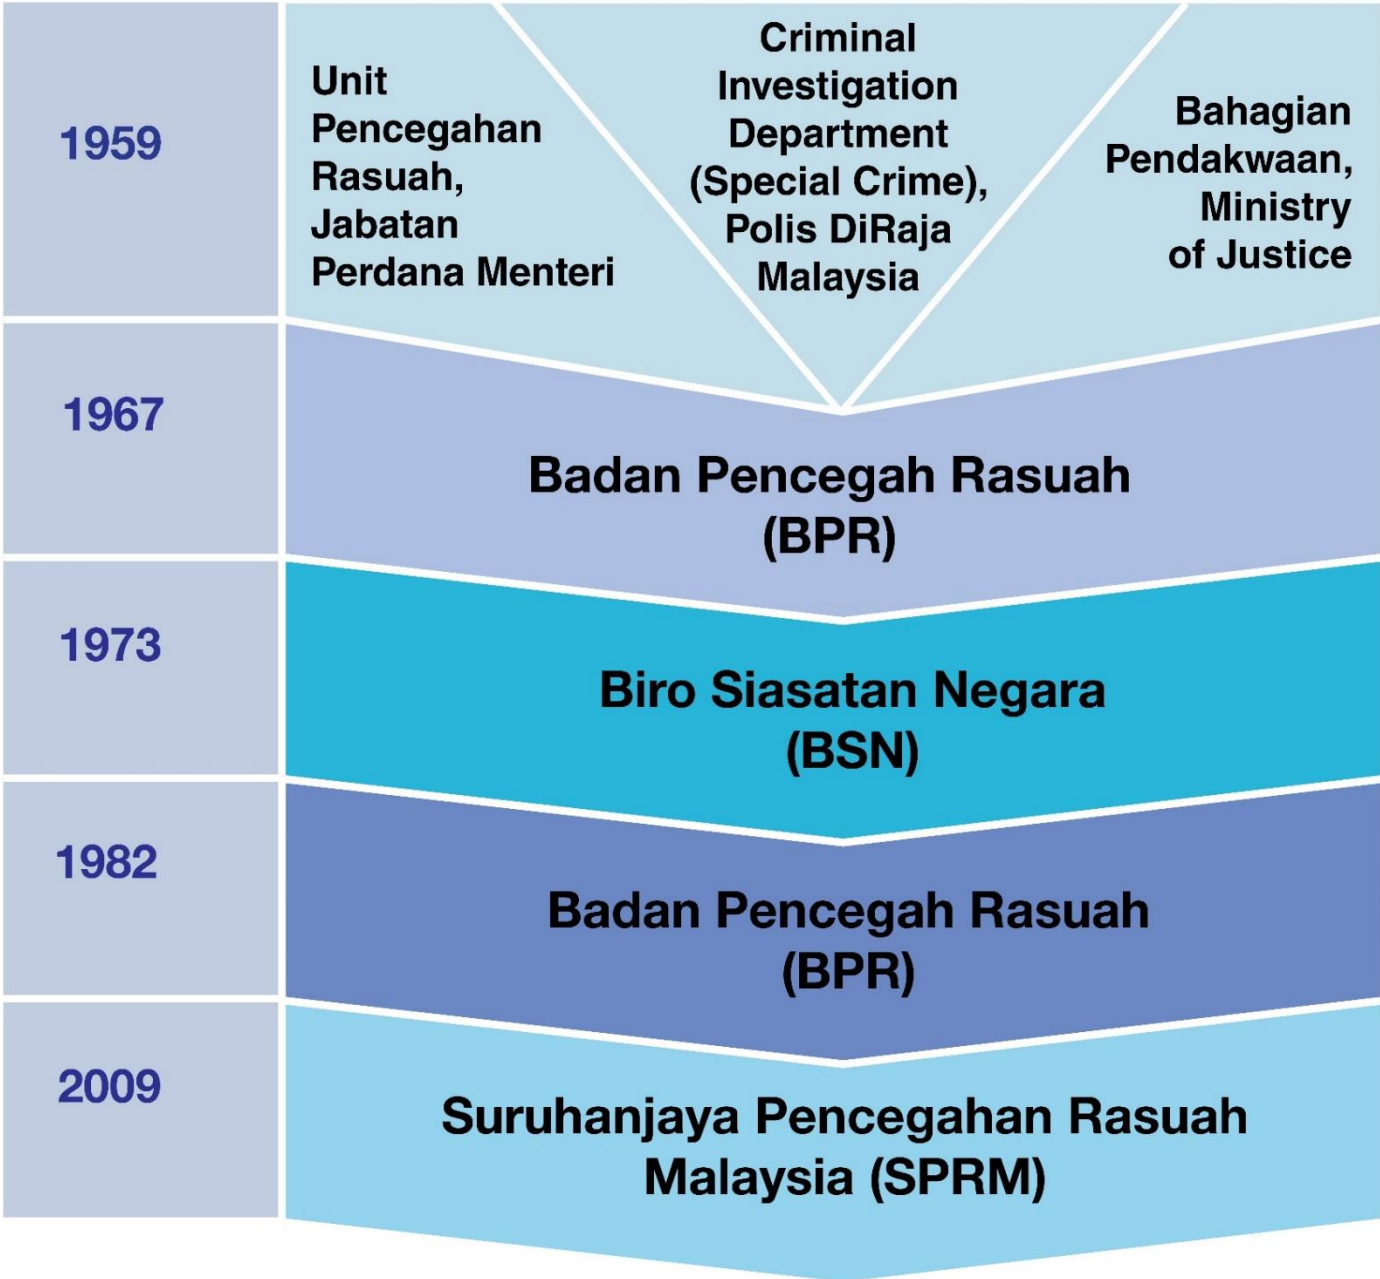 1959
Unit
Pencegahan
Rasuah,
Jabatan
Perdana Menteri
Criminal
Investigation
Department
(Special Crime),
Polis DiRaja
Malaysia
Bahagian
Pendakwaan,
Ministry
of Justice
1967
Badan Pencegah Rasuah
(BPR)
1973
Biro Siasatan Negara
(BSN)
1982
Badan Pencegah Rasuah
(BPR)
2009
Suruhanjaya Pencegahan Rasuah
Malaysia (SPRM)